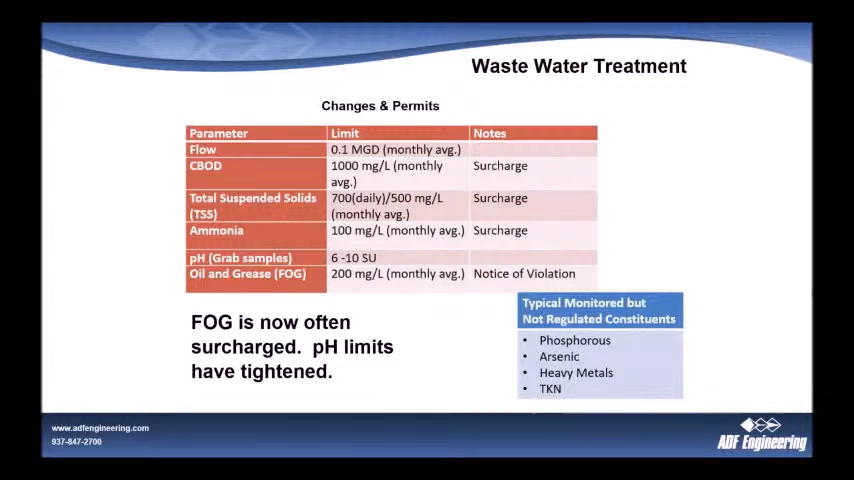 Waste Water Treatment
Changes & Permits
Parameter Limit Notes
Flow 0.1 MGD (monthly avg.)
CBOD 1000 mg/L (monthly Surcharge
avg.)
Total Suspended Solids 700(daily)/500 mg/L Surcharge
(TSS) (monthly avg.)
Ammonia 100 mg/L (monthly avg.) Surcharge
pH (Grab samples) 6 -10 SU
Oil and Grease (FOG) 200 mg/L (monthly avg.) Notice of Violation
FOG is now often
surcharged. pH limits
have tightened.
Typical Monitored but
Not Regulated Constituents
• Phosphorous
• Arsenic
• Heavy Metals
• TKN
www.adfengineering.com
937-847-2700
ADF Engineering